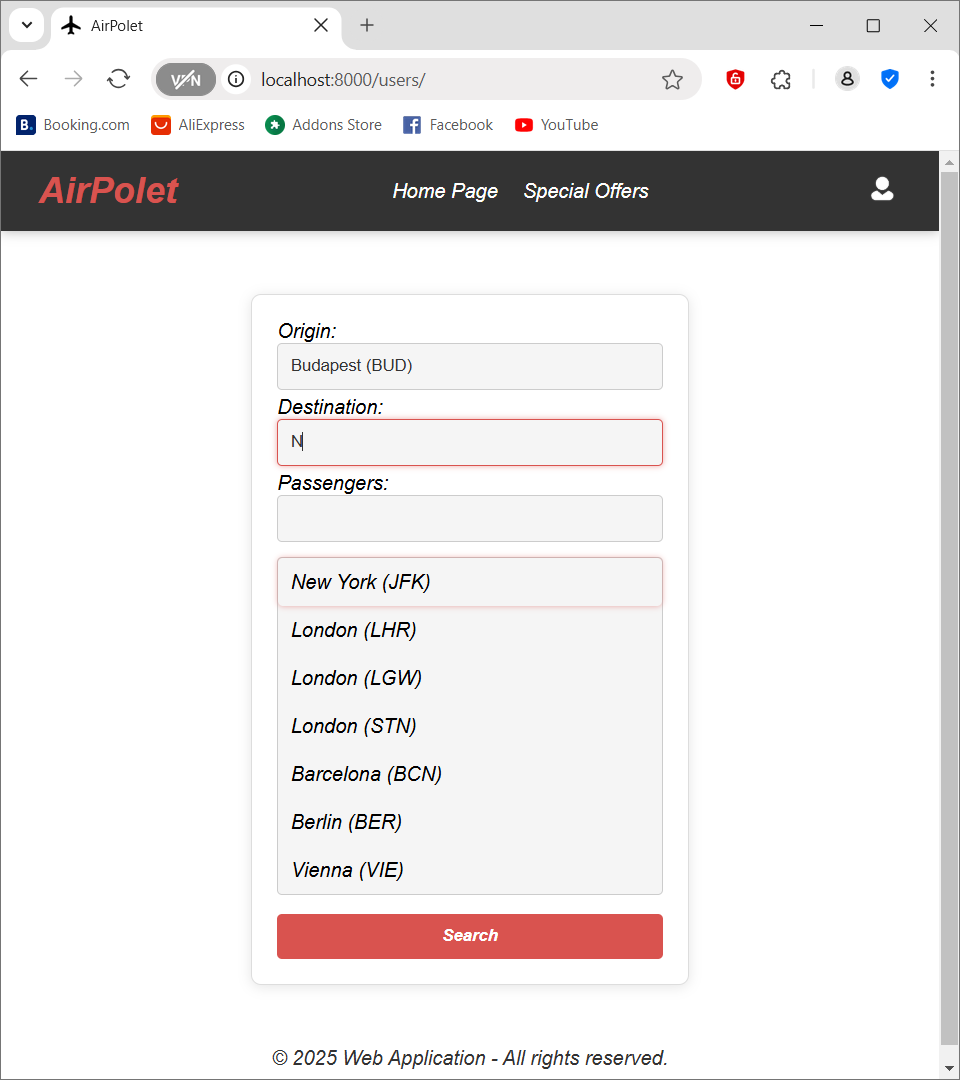 AirPolet
VPN
localhost:8000/users/
B. Booking.com AliExpress Addons Store Facebook YouTube
AirPolet Home Page Special Offers
Origin:
Budapest (BUD)
Destination:
N
Passengers:
New York (JFK)
London (LHR)
London (LGW)
London (STN)
Barcelona (BCN)
Berlin (BER)
Vienna (VIE)
Search
© 2025 Web Application - All rights reserved.